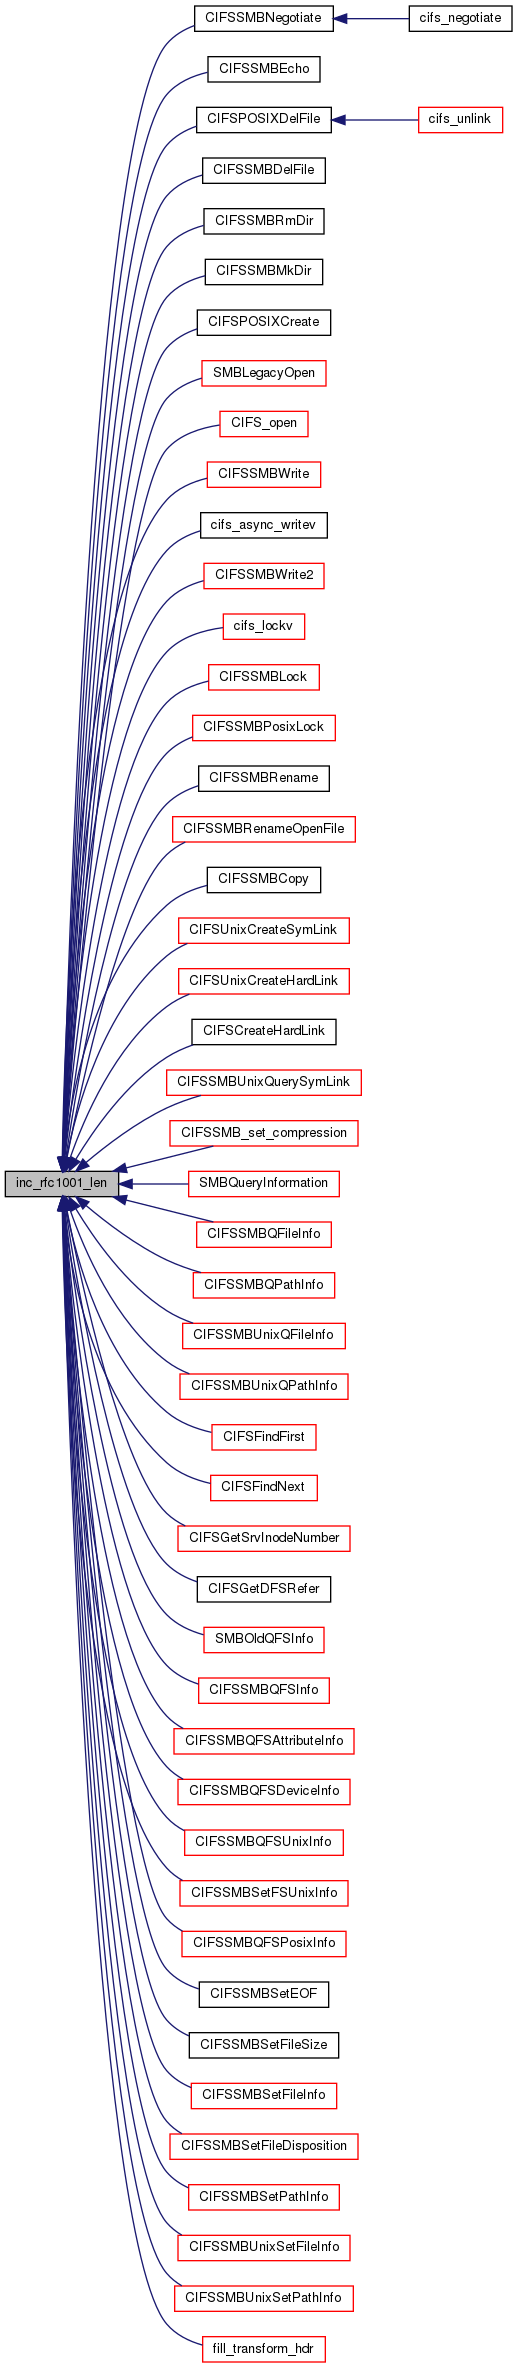 CIFSSMBNegotiate
cifs_negotiate
CIFSSMBEcho
CIFSPOSIXDelFile
cifs_unlink
CIFSSMBDelFile
CIFSSMBRmDir
CIFSSMBMkDir
CIFSPOSIXCreate
SMBLegacyOpen
CIFS_open
CIFSSMBWrite
cifs_async_writev
CIFSSMBWrite2
cifs_lockv
CIFSSMBLock
CIFSSMBPosixLock
CIFSSMBRename
CIFSSMBRenameOpenFile
CIFSSMBCopy
CIFSUnixCreateSymLink
CIFSUnixCreateHardLink
CIFSCreateHardLink
CIFSSMBUnixQuerySymLink
CIFSSMB_set_compression
inc_rfc1001_len
SMBQueryInformation
CIFSSMBQFileInfo
CIFSSMBQPathInfo
CIFSSMBUnixQFileInfo
CIFSSMBUnixQPathInfo
CIFSFindFirst
CIFSFindNext
CIFSGetSrvInodeNumber
CIFSGetDFSRefer
SMBOldQFSInfo
CIFSSMBQFSInfo
CIFSSMBQFSAttributeInfo
CIFSSMBQFSDeviceInfo
CIFSSMBQFSUnixInfo
CIFSSMBSetFSUnixInfo
CIFSSMBQFSPosixInfo
CIFSSMBSetEOF
CIFSSMBSetFileSize
CIFSSMBSetFileInfo
CIFSSMBSetFileDisposition
CIFSSMBSetPathInfo
CIFSSMBUnixSetFileInfo
CIFSSMBUnixSetPathInfo
fill_transform_hdr